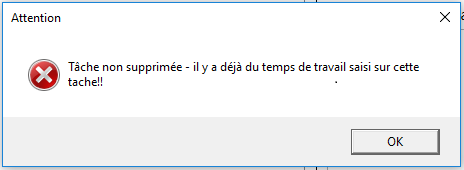 Attention
Tâche non supprimée - il y a déjà du temps de travail saisi sur cette
tache!!
OK